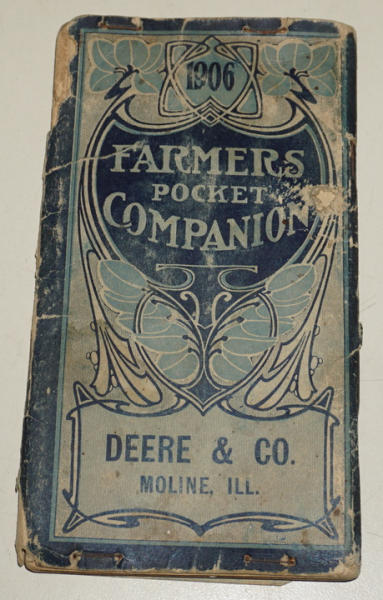 1906
FARMERS
POCKET
COMPANION
DEERE & CO.
MOLINE, ILL.